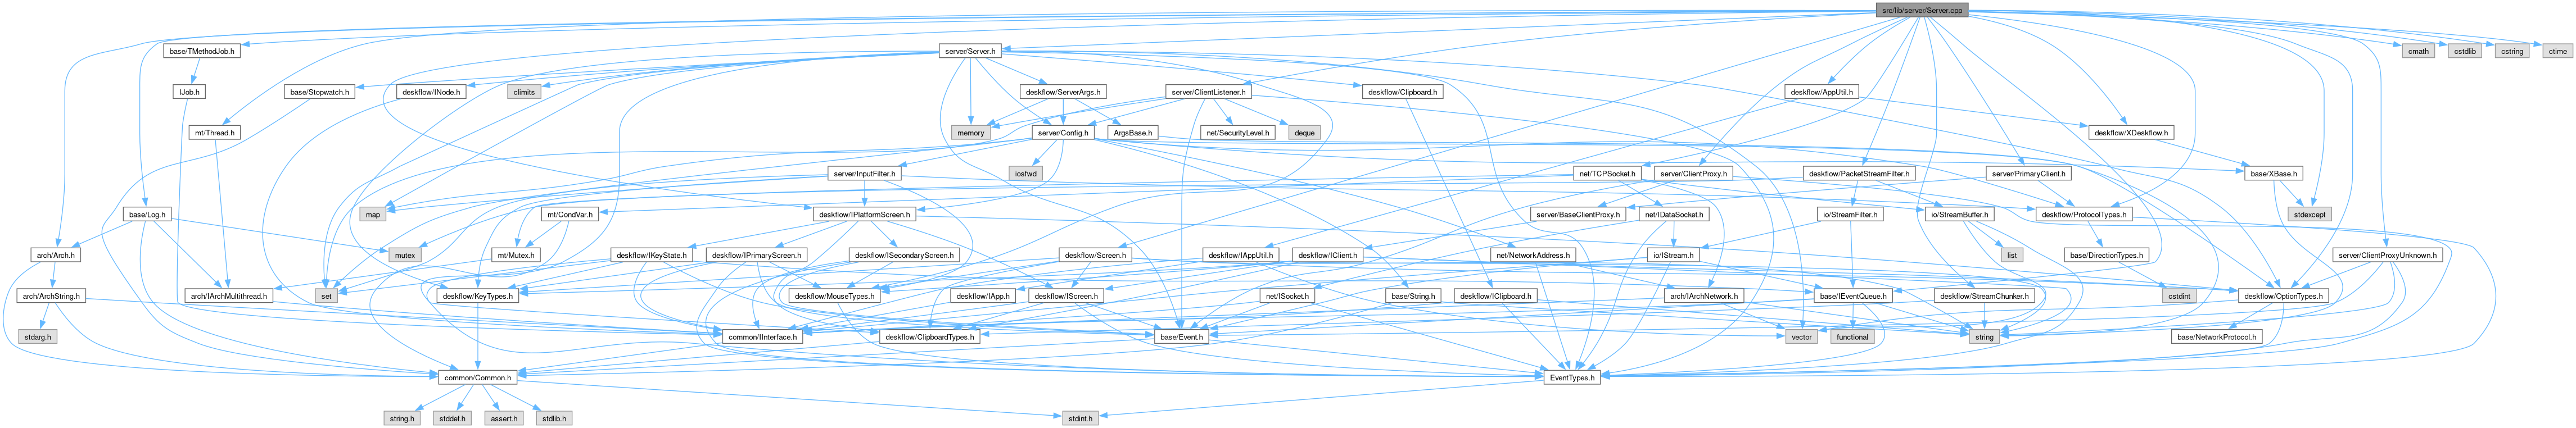 src/lib/server/Server.cpp
base/TMethodJob.h
server/Server.h
cmath
cstdlib
cstring
ctime
IJob.h
base/Stopwatch.h
deskflow/INode.h
climits
deskflow/ServerArgs.h
server/ClientListener.h
deskflow/Clipboard.h
deskflow/AppUtil.h
mt/Thread.h
memory
server/Config.h
ArgsBase.h
net/SecurityLevel.h
deque
deskflow/XDeskflow.h
iosfwd
server/InputFilter.h
net/TCPSocket.h
server/ClientProxy.h
deskflow/PacketStreamFilter.h
server/PrimaryClient.h
base/XBase.h
base/Log.h
map
mt/CondVar.h
deskflow/IPlatformScreen.h
server/BaseClientProxy.h
net/IDataSocket.h
io/StreamFilter.h
io/StreamBuffer.h
deskflow/ProtocolTypes.h
stdexcept
arch/Arch.h
mutex
mt/Mutex.h
deskflow/IKeyState.h
deskflow/IPrimaryScreen.h
deskflow/ISecondaryScreen.h
deskflow/Screen.h
deskflow/IAppUtil.h
deskflow/IClient.h
net/NetworkAddress.h
io/IStream.h
list
base/DirectionTypes.h
server/ClientProxyUnknown.h
arch/ArchString.h
arch/IArchMultithread.h
set
deskflow/KeyTypes.h
deskflow/MouseTypes.h
deskflow/IApp.h
deskflow/IScreen.h
net/ISocket.h
base/String.h
deskflow/IClipboard.h
arch/IArchNetwork.h
base/IEventQueue.h
deskflow/StreamChunker.h
cstdint
deskflow/OptionTypes.h
stdarg.h
common/IInterface.h
deskflow/ClipboardTypes.h
base/Event.h
vector
functional
string
base/NetworkProtocol.h
common/Common.h
EventTypes.h
string.h
stddef.h
assert.h
stdlib.h
stdint.h